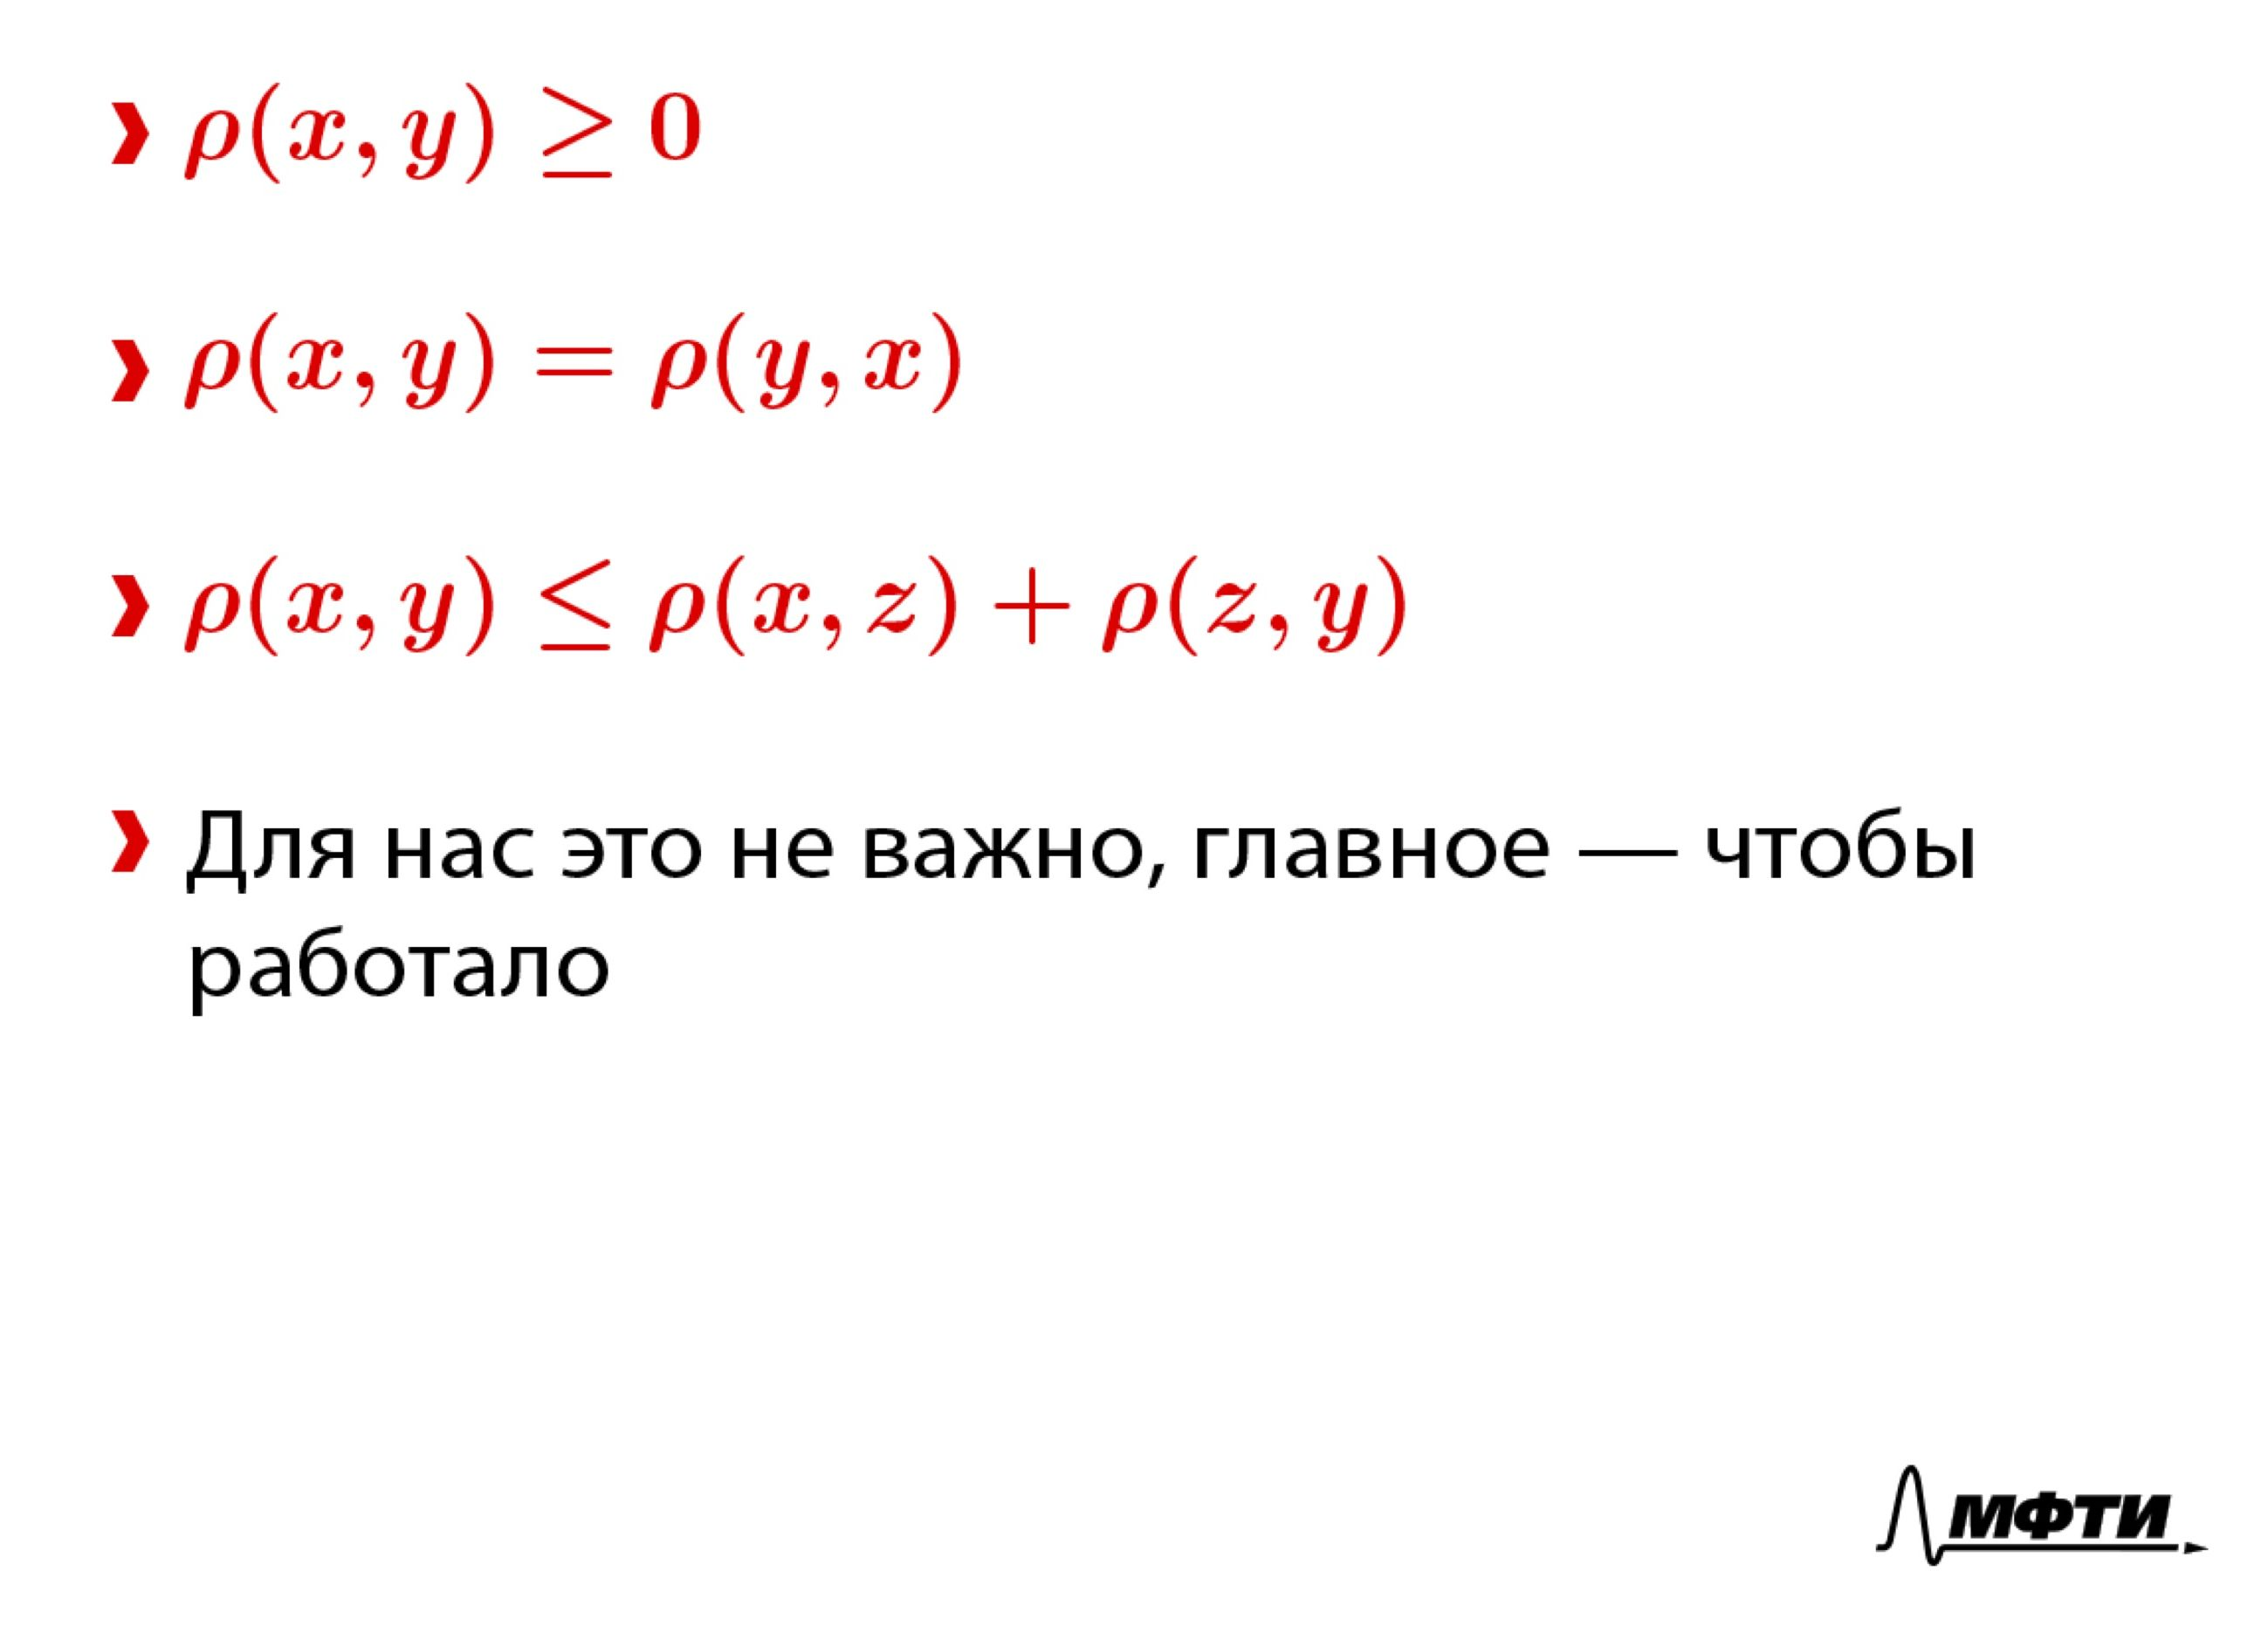 ρ(x, y) ≥ 0
ρ(x, y) = ρ(y, x)
ρ(x, y) ≤ ρ(x, z) + ρ(z, y)
Для нас это не важно, главное — чтобы
работало
МФТИ